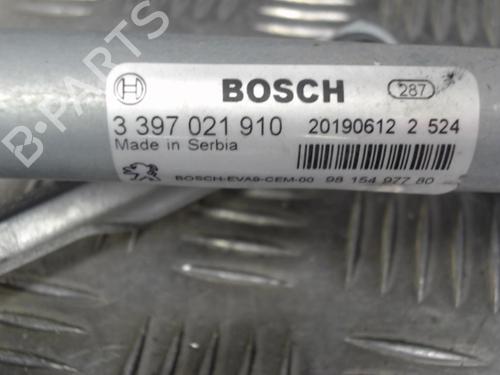 B-PARTS
BOSCH 287
3 397 021 910 20190612 2 524
Made in Serbia
BOSCH-EVA9-CEM-00 98 154 977 80